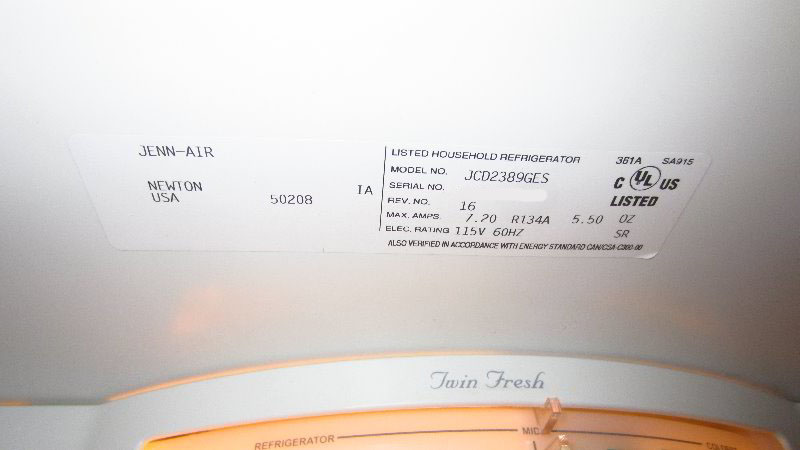 JENN-AIR
NEWTON IA
USA 50208
LISTED HOUSEHOLD REFRIGERATOR
MODEL NO. JCD2389GES
SERIAL NO.
REV. NO. 16
MAX. AMPS. 7.20 R134A 5.50 OZ
ELEC. RATING 115V 60HZ SR
ALSO VERIFIED IN ACCORDANCE WITH ENERGY STANDARD CAN/CSA-C300-00
361A SA915
C UL US
LISTED
Twin Fresh
REFRIGERATOR MID